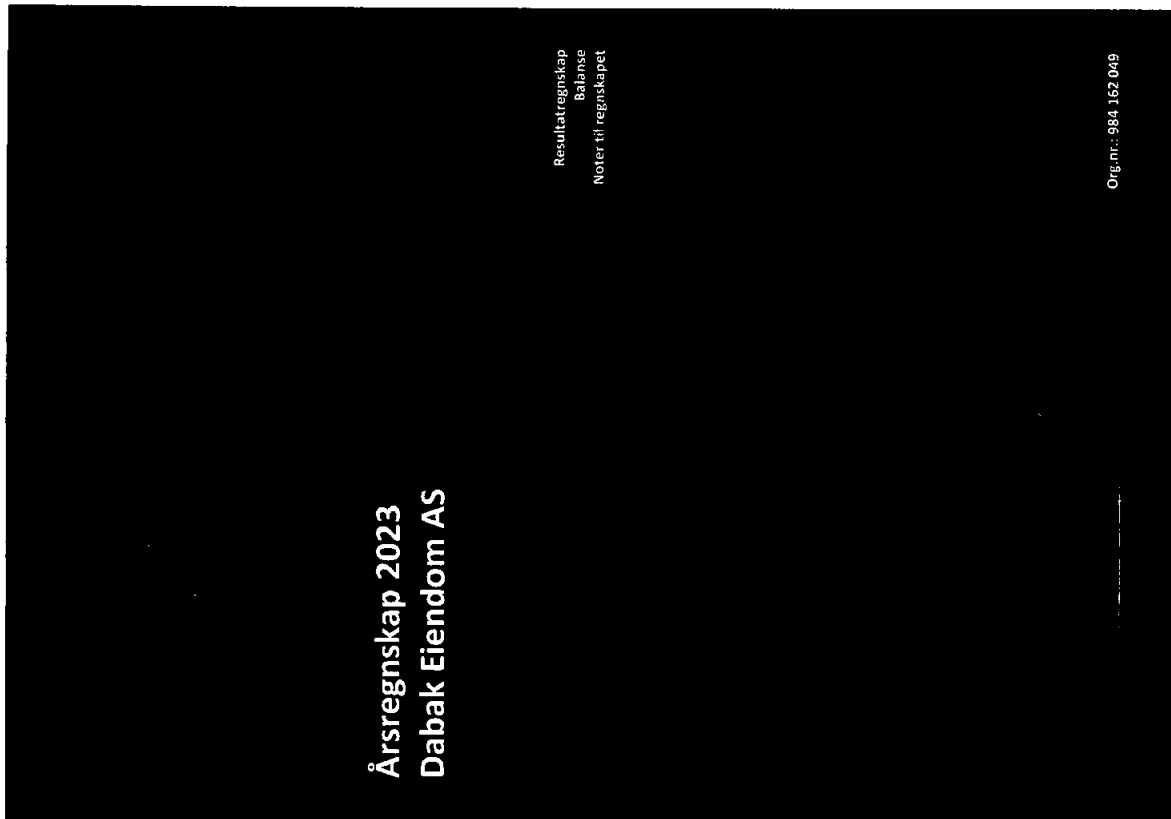 Årsregnskap 2023
Dabak Eiendom AS
Resultatregnskap
Balanse
Noter til regnskapet
Org.nr.: 984 162 049